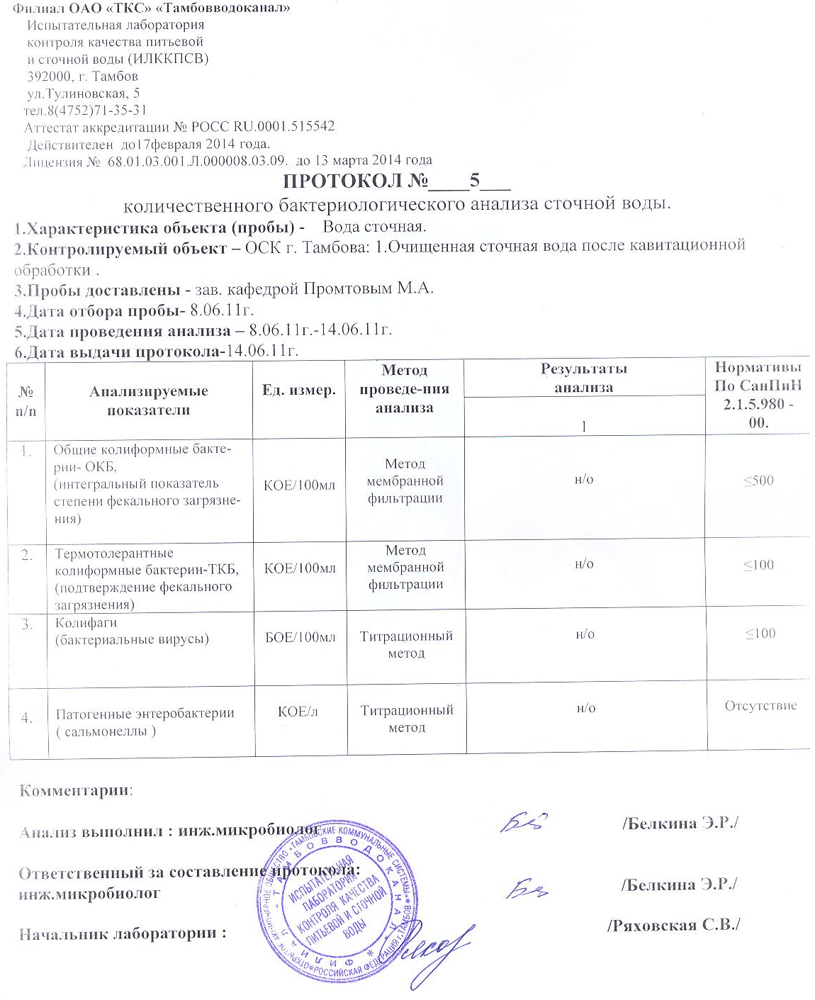 Филиал ОАО «ТКС» «Тамбовводоканал»
Испытательная лаборатория
контроля качества питьевой
и сточной воды (ИЛККПСВ)
392000, г. Тамбов
ул.Тулиновская, 5
тел.8(4752)71-35-31
Аттестат аккредитации № РОСС RU.0001.515542
Действителен до17февраля 2014 года.
Лицензия № 68.01.03.001.Л.000008.03.09. до 13 марта 2014 года
ПРОТОКОЛ №____5___
количественного бактериологического анализа сточной воды.
1.Характеристика объекта (пробы) - Вода сточная.
2.Контролируемый объект – ОСК г. Тамбова: 1.Очищенная сточная вода после кавитационной
обработки .
3.Пробы доставлены - зав. кафедрой Промтовым М.А.
4.Дата отбора пробы- 8.06.11г.
5.Дата проведения анализа – 8.06.11г.-14.06.11г.
6.Дата выдачи протокола-14.06.11г.
№
п/п
Анализируемые
показатели
Ед. измер.
Метод
проведе-ния
анализа
Результаты
анализа
1
Нормативы
По СанПиН
2.1.5.980 -
00.
1.
Общие колиформные бакте-
рии- ОКБ,
(интегральный показатель
степени фекального загрязне-
ния)
КОЕ/100мл
Метод
мембранной
фильтрации
н/о
≤500
2.
Термотолерантные
колиформные бактерии-ТКБ,
(подтверждение фекального
загрязнения)
КОЕ/100мл
Метод
мембранной
фильтрации
н/о
≤100
3.
Колифаги
(бактериальные вирусы)
БОЕ/100мл
Титрационный
метод
н/о
≤100
4.
Патогенные энтеробактерии
( сальмонеллы )
КОЕ/л
Титрационный
метод
н/о
Отсутствие
Комментарии:
Анализ выполнил : инж.микробиолог
/Белкина Э.Р./
Ответственный за составление протокола:
инж.микробиолог
/Белкина Э.Р./
Начальник лаборатории :
/Ряховская С.В./
ОТКРЫТОЕ АКЦИОНЕРНОЕ ОБЩЕСТВО «ТАМБОВСКИЕ КОММУНАЛЬНЫЕ СИСТЕМЫ»
РОССИЙСКАЯ ФЕДЕРАЦИЯ г.ТАМБОВ
ФИЛИАЛ «ТАМБОВВОДОКАНАЛ»
ИСПЫТАТЕЛЬНАЯ
ЛАБОРАТОРИЯ
КОНТРОЛЯ КАЧЕСТВА
ПИТЬЕВОЙ И СТОЧНОЙ
ВОДЫ